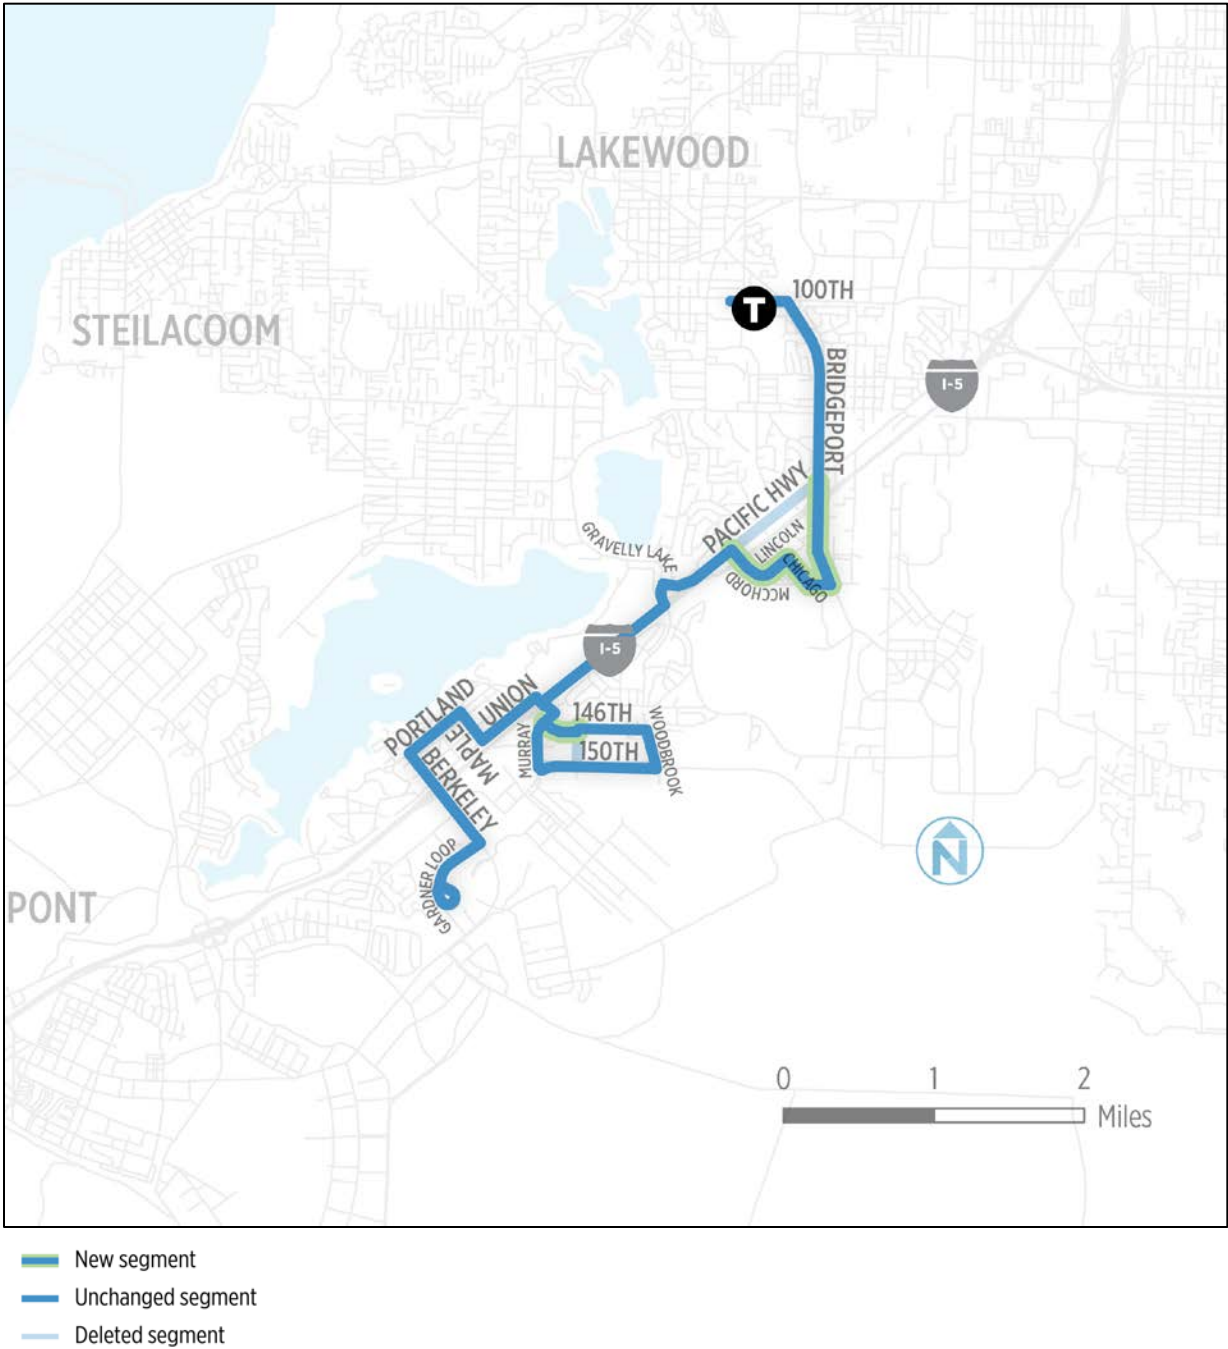 LAKEWOOD
100TH
STEILACOOM
BRIDGEPORT
I-5
PACIFIC HWY
LINCOLN
GRAVELLY LAKE
CHICAGO
MCCHORD
I-5
PORTLAND
UNION
MAPLE
146TH
WOODBROOK
MURRAY
150TH
BERKELEY
GARDNER LOOP
N
PONT
T
0 1 2
Miles
New segment
Unchanged segment
Deleted segment